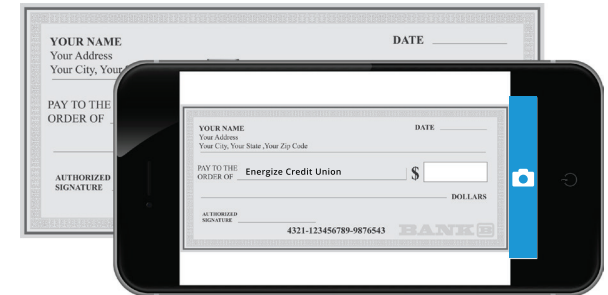 YOUR NAME
Your Address
Your City, Your
DATE
PAY TO THE
ORDER OF
AUTHORIZED
SIGNATURE
YOUR NAME
Your Address
Your City, Your State ,Your Zip Code
DATE
PAY TO THE
ORDER OF Energize Credit Union $
DOLLARS
AUTHORIZED
SIGNATURE
4321-123456789-9876543
BANK B